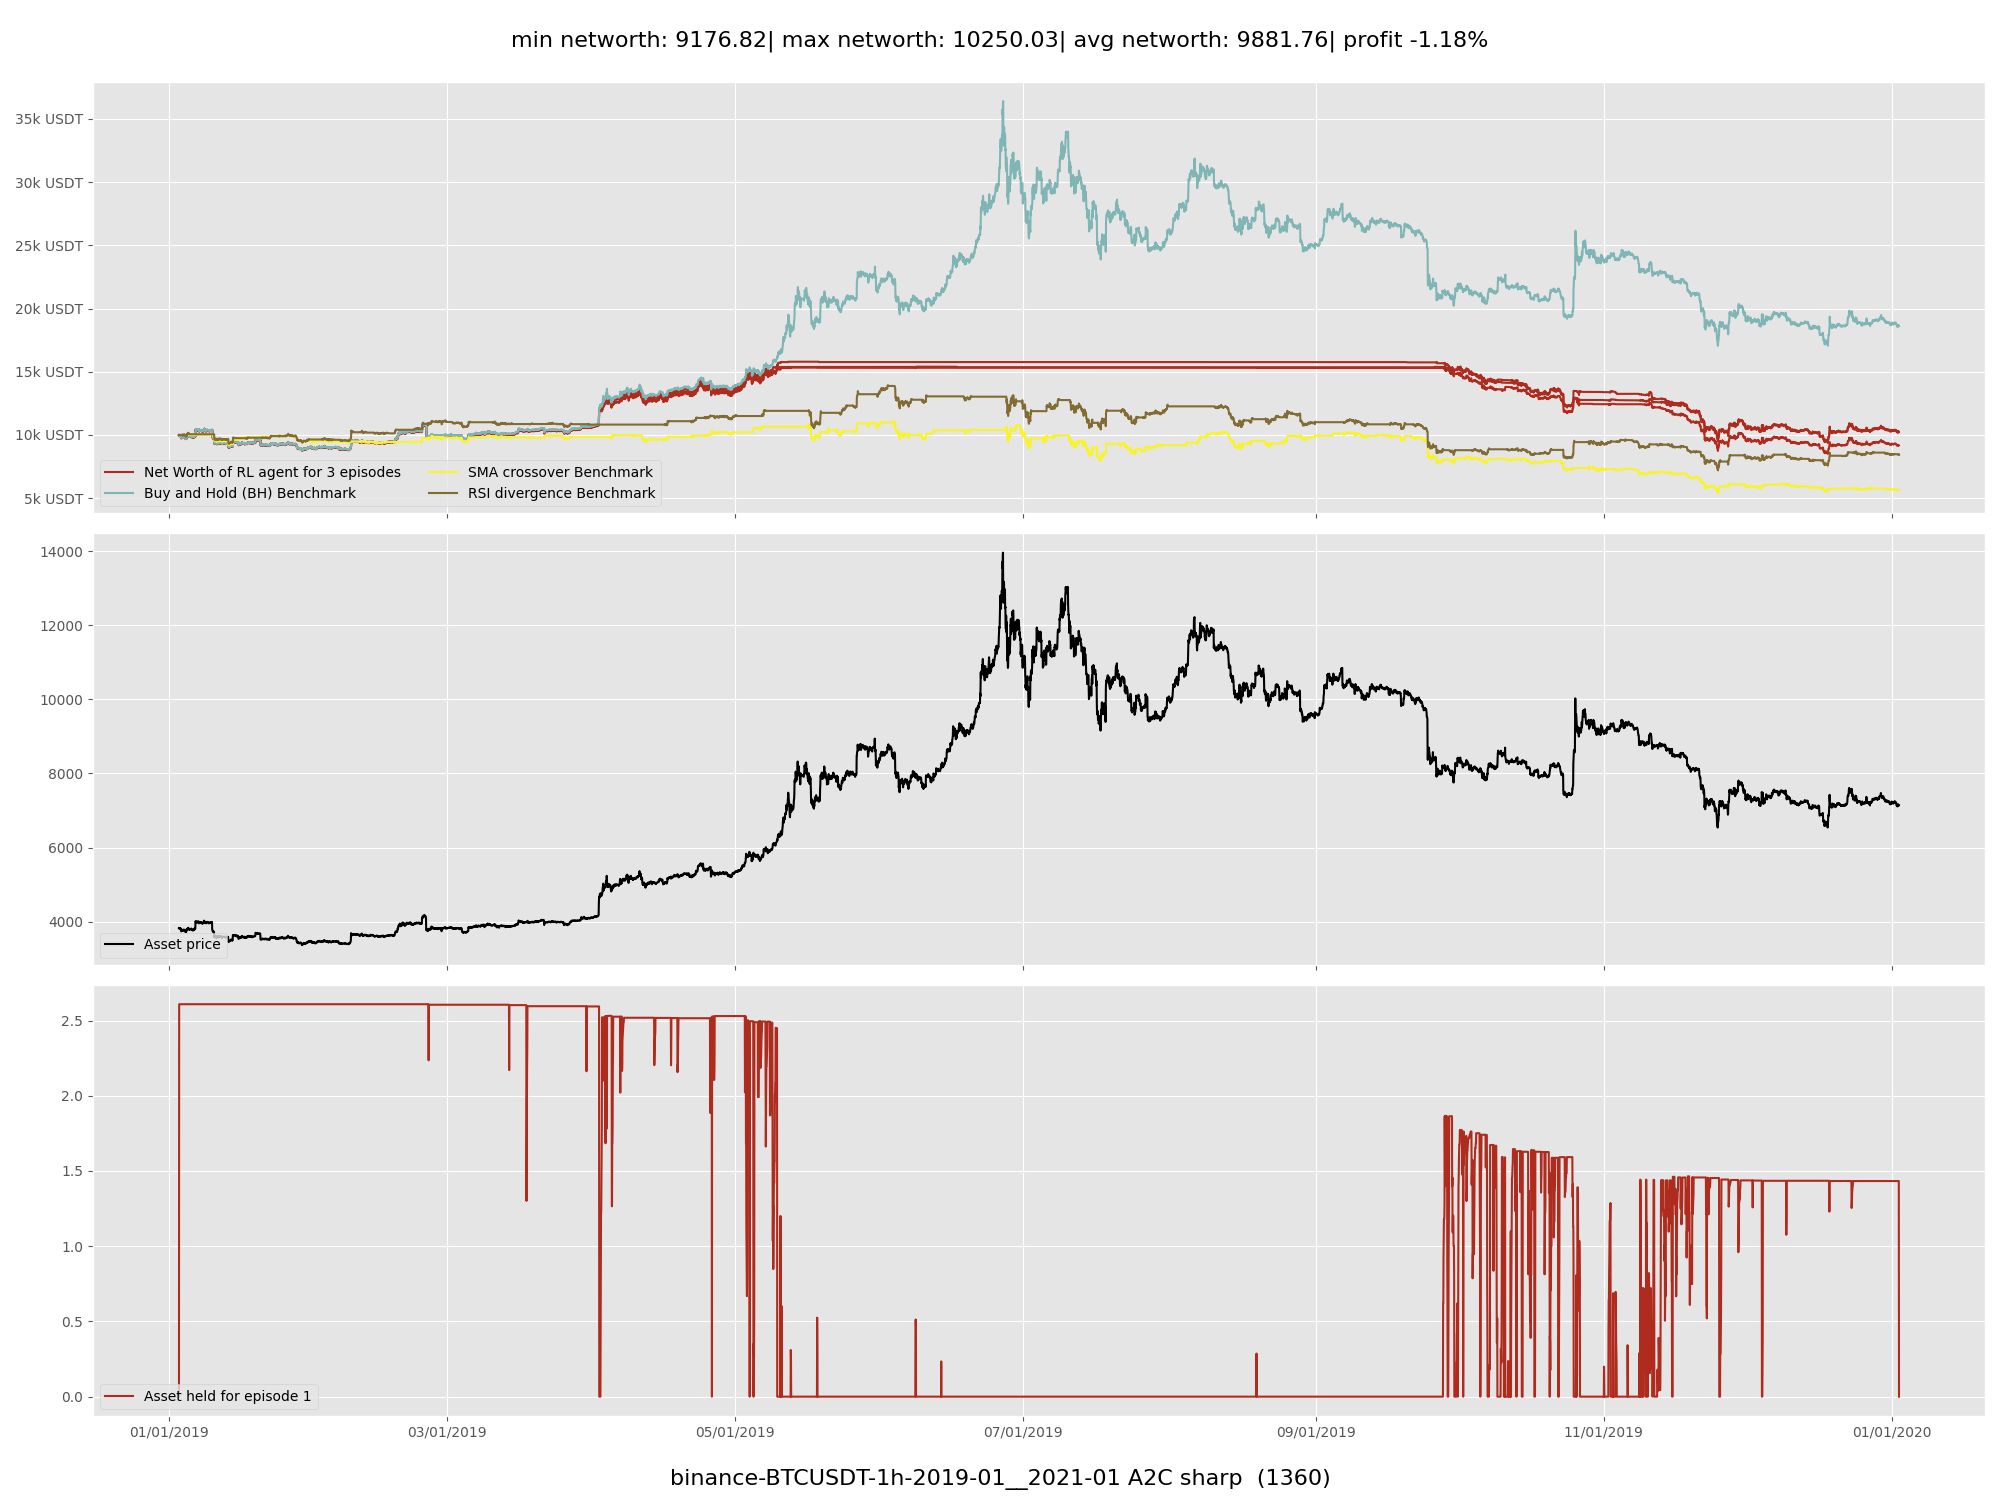 min networth: 9176.82| max networth: 10250.03| avg networth: 9881.76| profit -1.18%
35k USDT
30k USDT
25k USDT
20k USDT
15k USDT
10k USDT
5k USDT
Net Worth of RL agent for 3 episodes
Buy and Hold (BH) Benchmark
SMA crossover Benchmark
RSI divergence Benchmark
14000
12000
10000
8000
6000
4000
Asset price
2.5
2.0
1.5
1.0
0.5
0.0
Asset held for episode 1
01/01/2019 03/01/2019 05/01/2019 07/01/2019 09/01/2019 11/01/2019 01/01/2020
binance-BTCUSDT-1h-2019-01__2021-01 A2C sharp (1360)